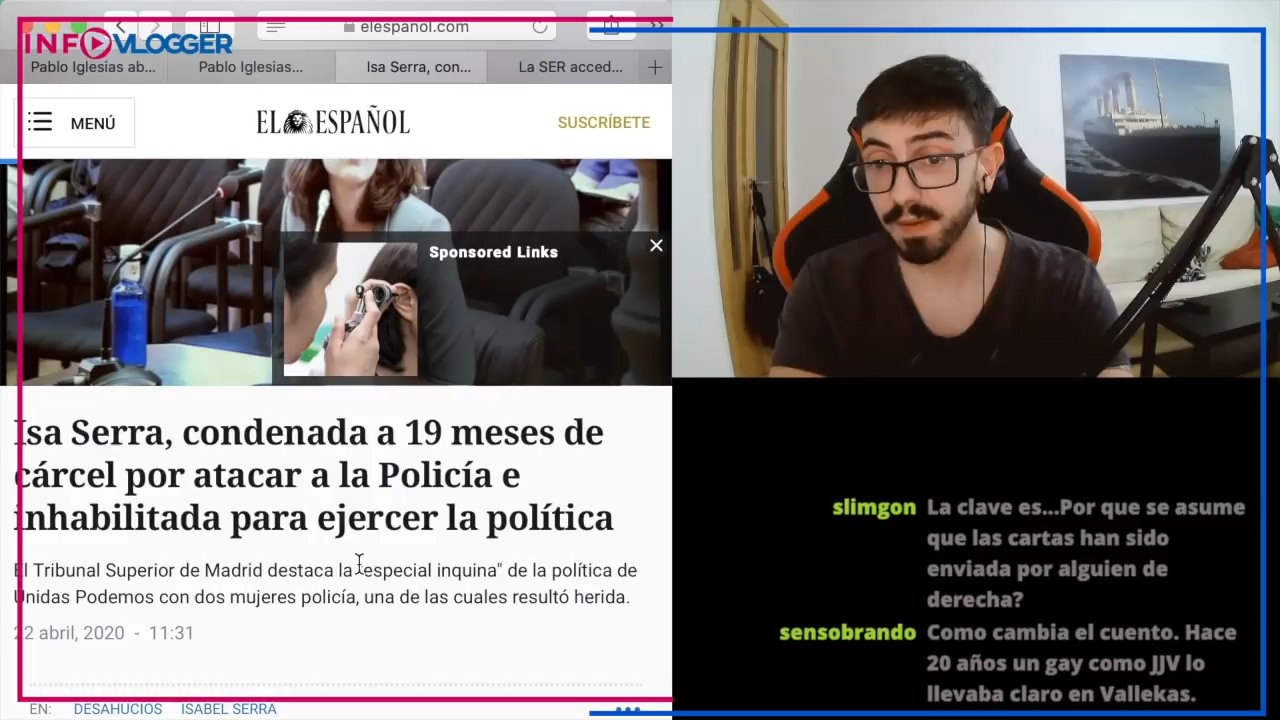 INFOVLOGGER
elespanol.com
Pablo Iglesias ab...
Pablo Iglesias...
Isa Serra, con...
La SER acced...
MENÚ
EL ESPAÑOL
SUSCRÍBETE
Sponsored Links
Isa Serra, condenada a 19 meses de
cárcel por atacar a la Policía e
inhabilitada para ejercer la política
El Tribunal Superior de Madrid destaca la "especial inquina" de la política de
Unidas Podemos con dos mujeres policía, una de las cuales resultó herida.
22 abril, 2020 - 11:31
EN: DESAHUCIOS ISABEL SERRA
slimgon La clave es...Por que se asume
que las cartas han sido
enviada por alguien de
derecha?
sensobrando Como cambia el cuento. Hace
20 años un gay como JJV lo
llevaba claro en Vallekas.